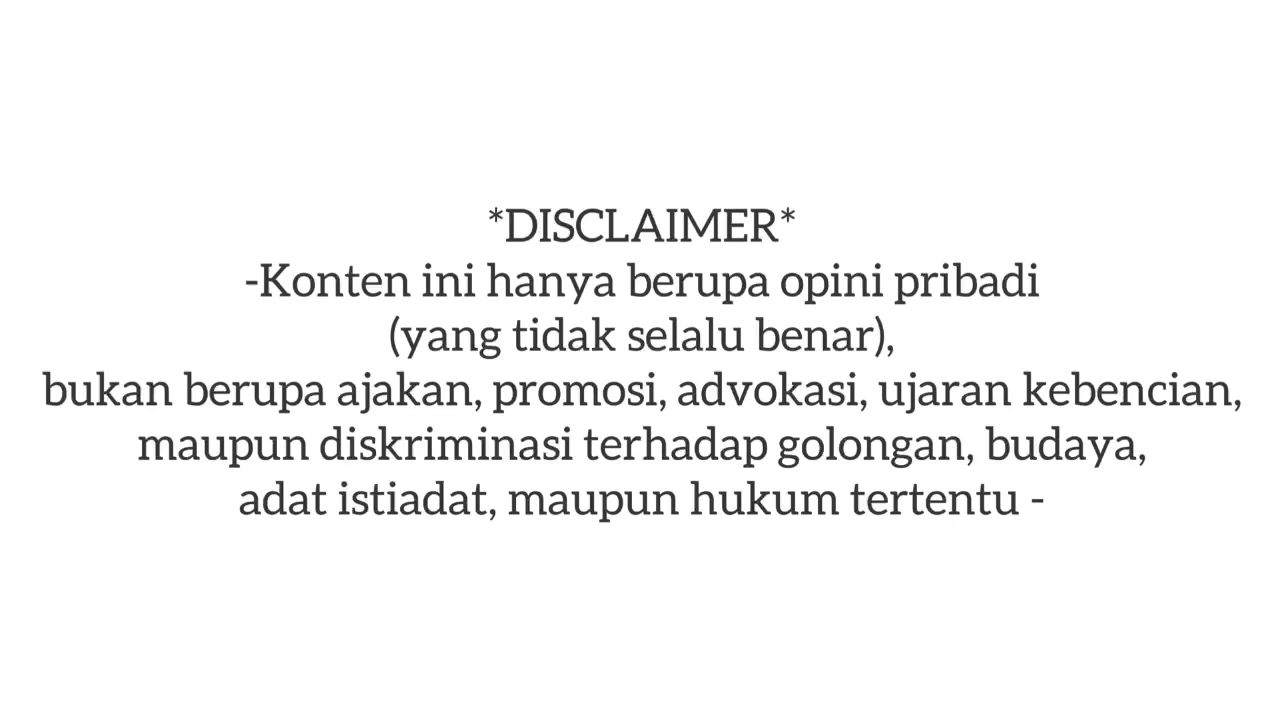 *DISCLAIMER*
-Konten ini hanya berupa opini pribadi
(yang tidak selalu benar),
bukan berupa ajakan, promosi, advokasi, ujaran kebencian,
maupun diskriminasi terhadap golongan, budaya,
adat istiadat, maupun hukum tertentu -